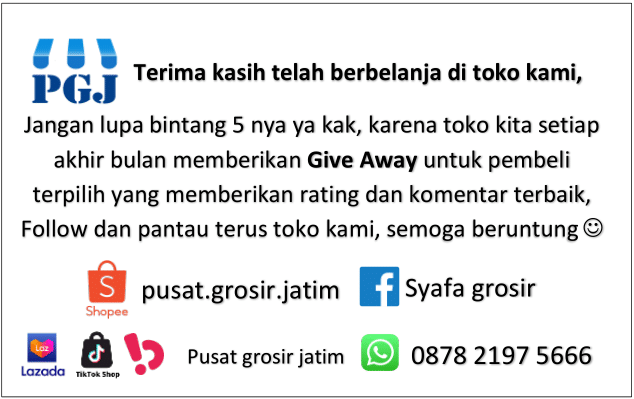 PGJ
Terima kasih telah berbelanja di toko kami,
Jangan lupa bintang 5 nya ya kak, karena toko kita setiap
akhir bulan memberikan Give Away untuk pembeli
terpilih yang memberikan rating dan komentar terbaik,
Follow dan pantau terus toko kami, semoga beruntung☺
S
Shopee
pusat.grosir.jatim
f
Syafa grosir
Laz
Lazada
TikTok Shop
Pusat grosir jatim
0878 2197 5666